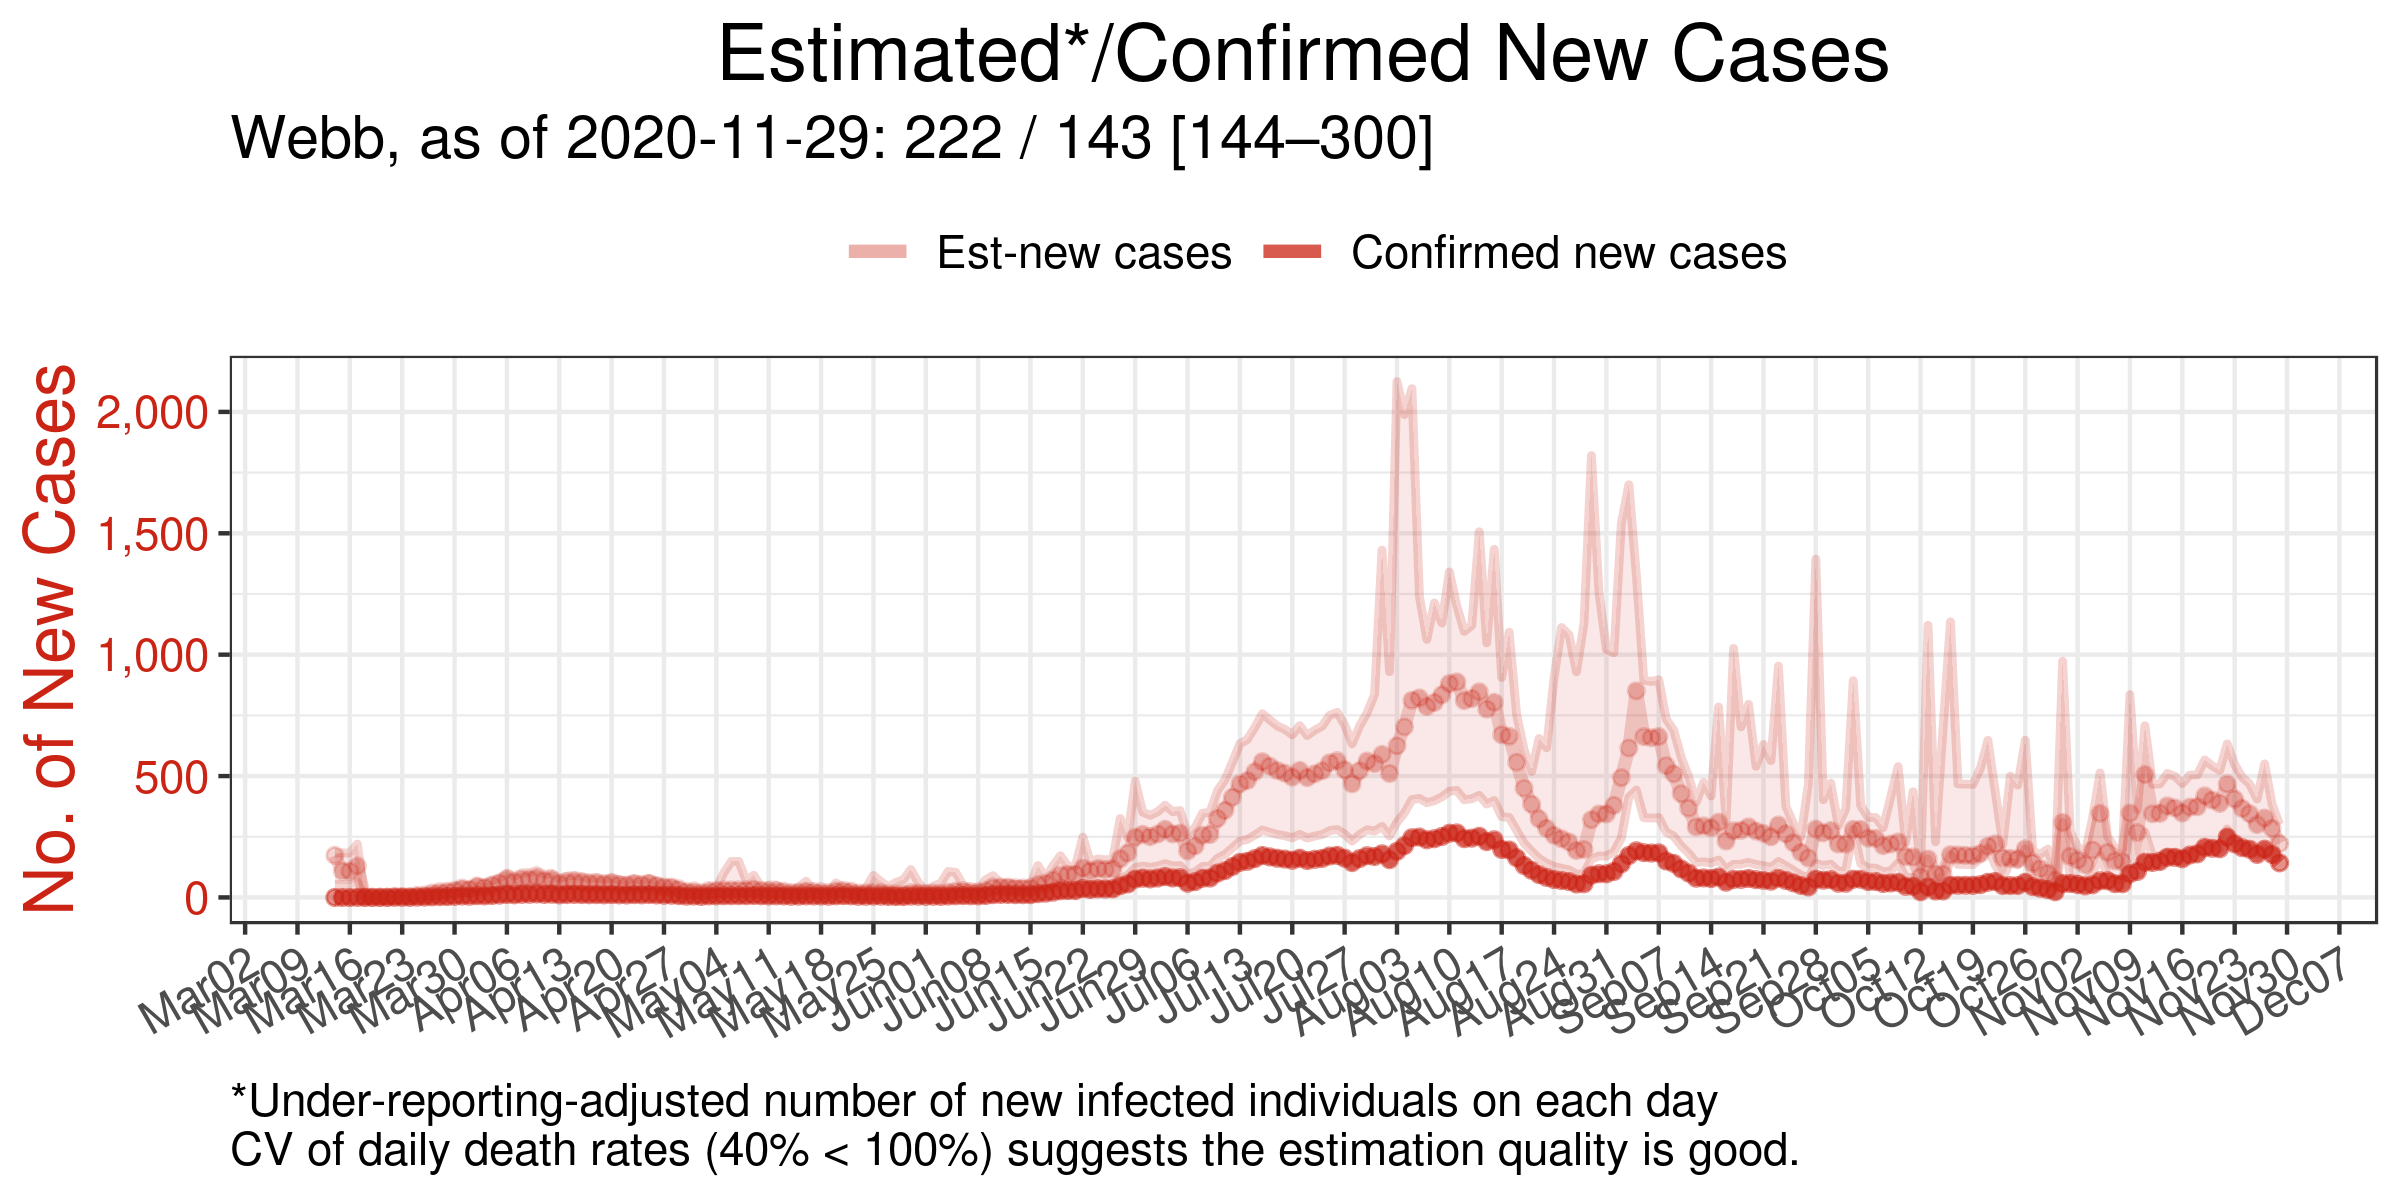 Estimated*/Confirmed New Cases
Webb, as of 2020-11-29: 222 / 143 [144–300]
Est-new cases
Confirmed new cases
No. of New Cases
2,000
1,500
1,000
500
0
Mar02
Mar09
Mar16
Mar23
Mar30
Apr06
Apr13
Apr20
Apr27
May04
May11
May18
May25
Jun01
Jun08
Jun15
Jun22
Jun29
Jul06
Jul13
Jul20
Jul27
Aug03
Aug10
Aug17
Aug24
Aug31
Sep07
Sep14
Sep21
Sep28
Oct05
Oct12
Oct19
Oct26
Nov02
Nov09
Nov16
Nov23
Nov30
Dec07
*Under-reporting-adjusted number of new infected individuals on each day
CV of daily death rates (40% < 100%) suggests the estimation quality is good.